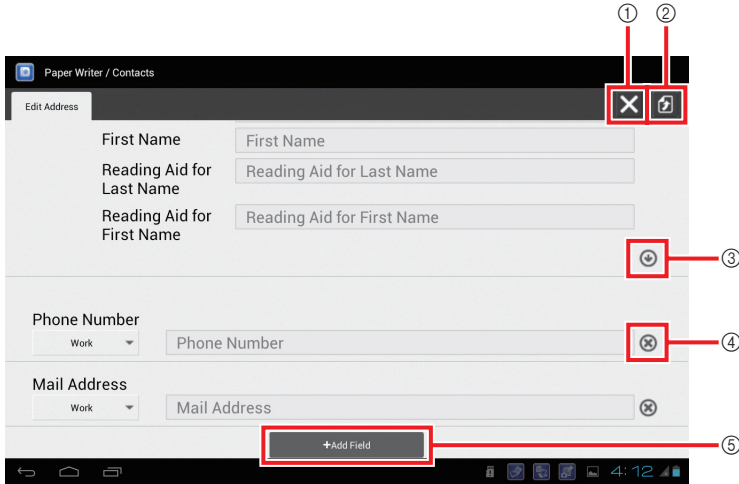 ① ②
Paper Writer / Contacts
Edit Address
First Name First Name
Reading Aid for Reading Aid for Last Name
Last Name
Reading Aid for Reading Aid for First Name
First Name
③
Phone Number
Work Phone Number ④
Mail Address
Work Mail Address
+Add Field ⑤
4:12